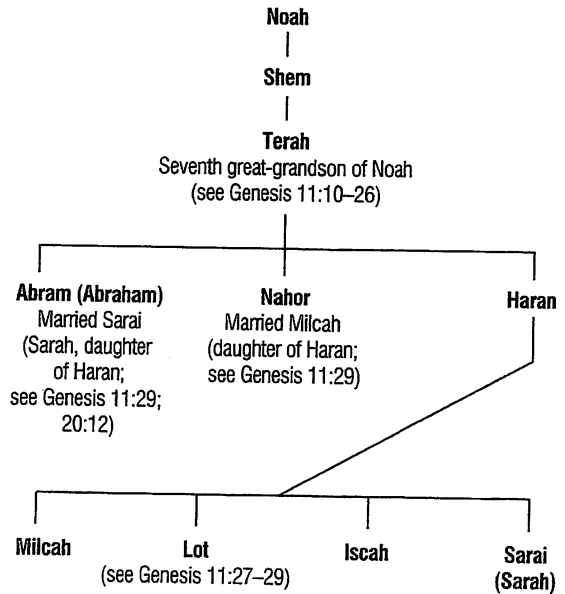 Noah
Shem
Terah
Seventh great-grandson of Noah
(see Genesis 11:10–26)
Abram (Abraham)
Married Sarai
(Sarah, daughter
of Haran;
see Genesis 11:29;
20:12)
Nahor
Married Milcah
(daughter of Haran;
see Genesis 11:29)
Haran
Milcah
Lot
(see Genesis 11:27–29)
Iscah
Sarai
(Sarah)